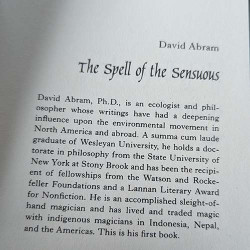 David Abram
The Spell of the Sensuous
David Abram, Ph.D., is an ecologist and phil-
osopher whose writings have had a deepening
influence upon the environmental movement in
North America and abroad. A summa cum laude
graduate of Wesleyan University, he holds a doc-
torate in philosophy from the State University of
New York at Stony Brook and has been the recipi-
ent of fellowships from the Watson and Rocke-
feller Foundations and a Lannan Literary Award
for Nonfiction. He is an accomplished sleight-of-
hand magician and has lived and traded magic
with indigenous magicians in Indonesia, Nepal,
and the Americas. This is his first book.